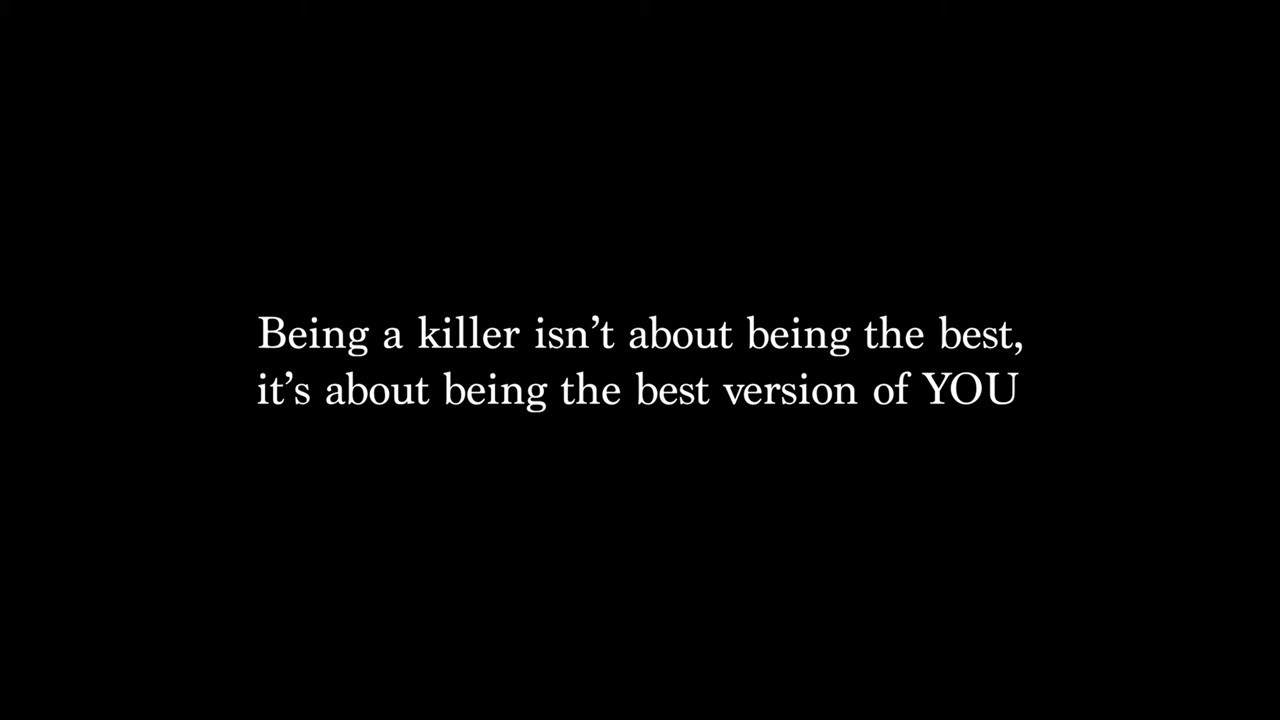 Being a killer isn’t about being the best,
it’s about being the best version of YOU